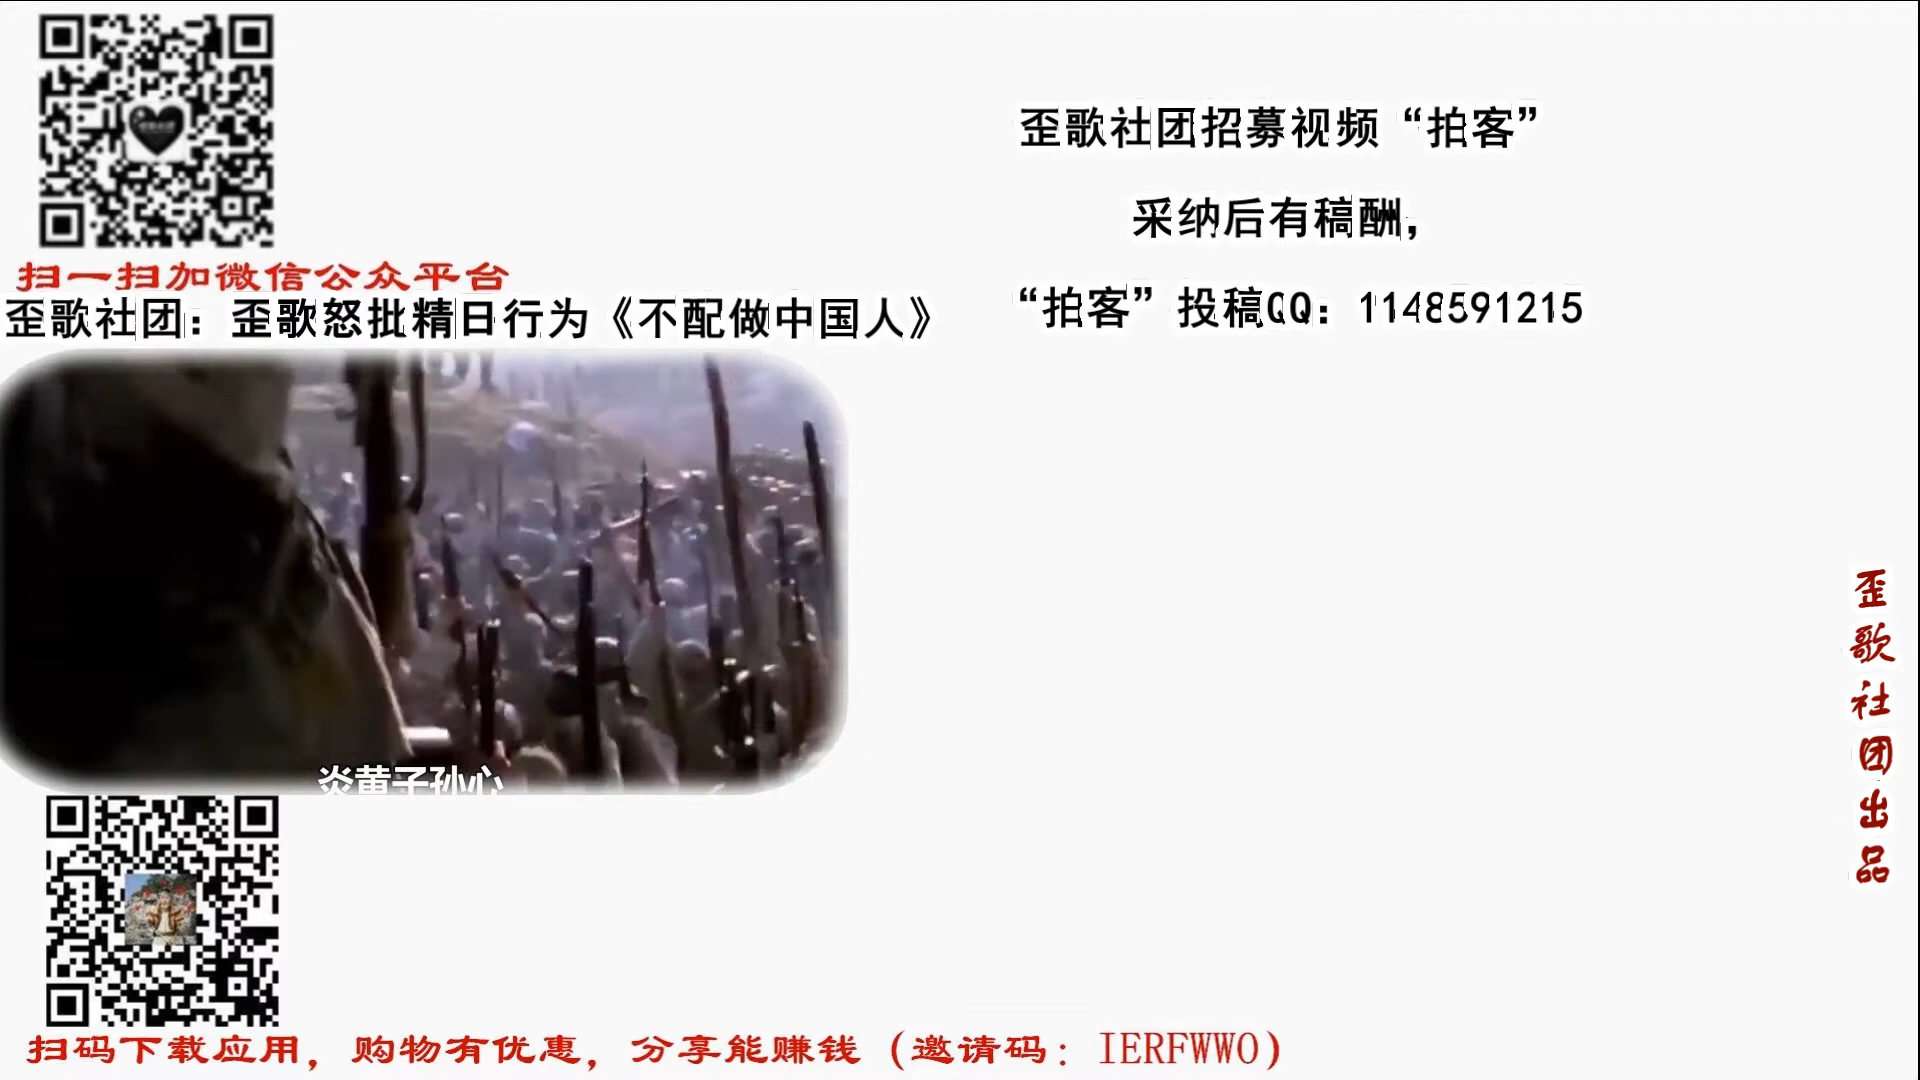 扫一扫加微信公众平台
歪歌社团：歪歌怒批精日行为《不配做中国人》
歪歌社团招募视频“拍客”
采纳后有稿酬，
“拍客”投稿QQ：1148591215
炎黄子孙心
歪歌社团出品
扫码下载应用，购物有优惠，分享能赚钱（邀请码：IERFWWO）